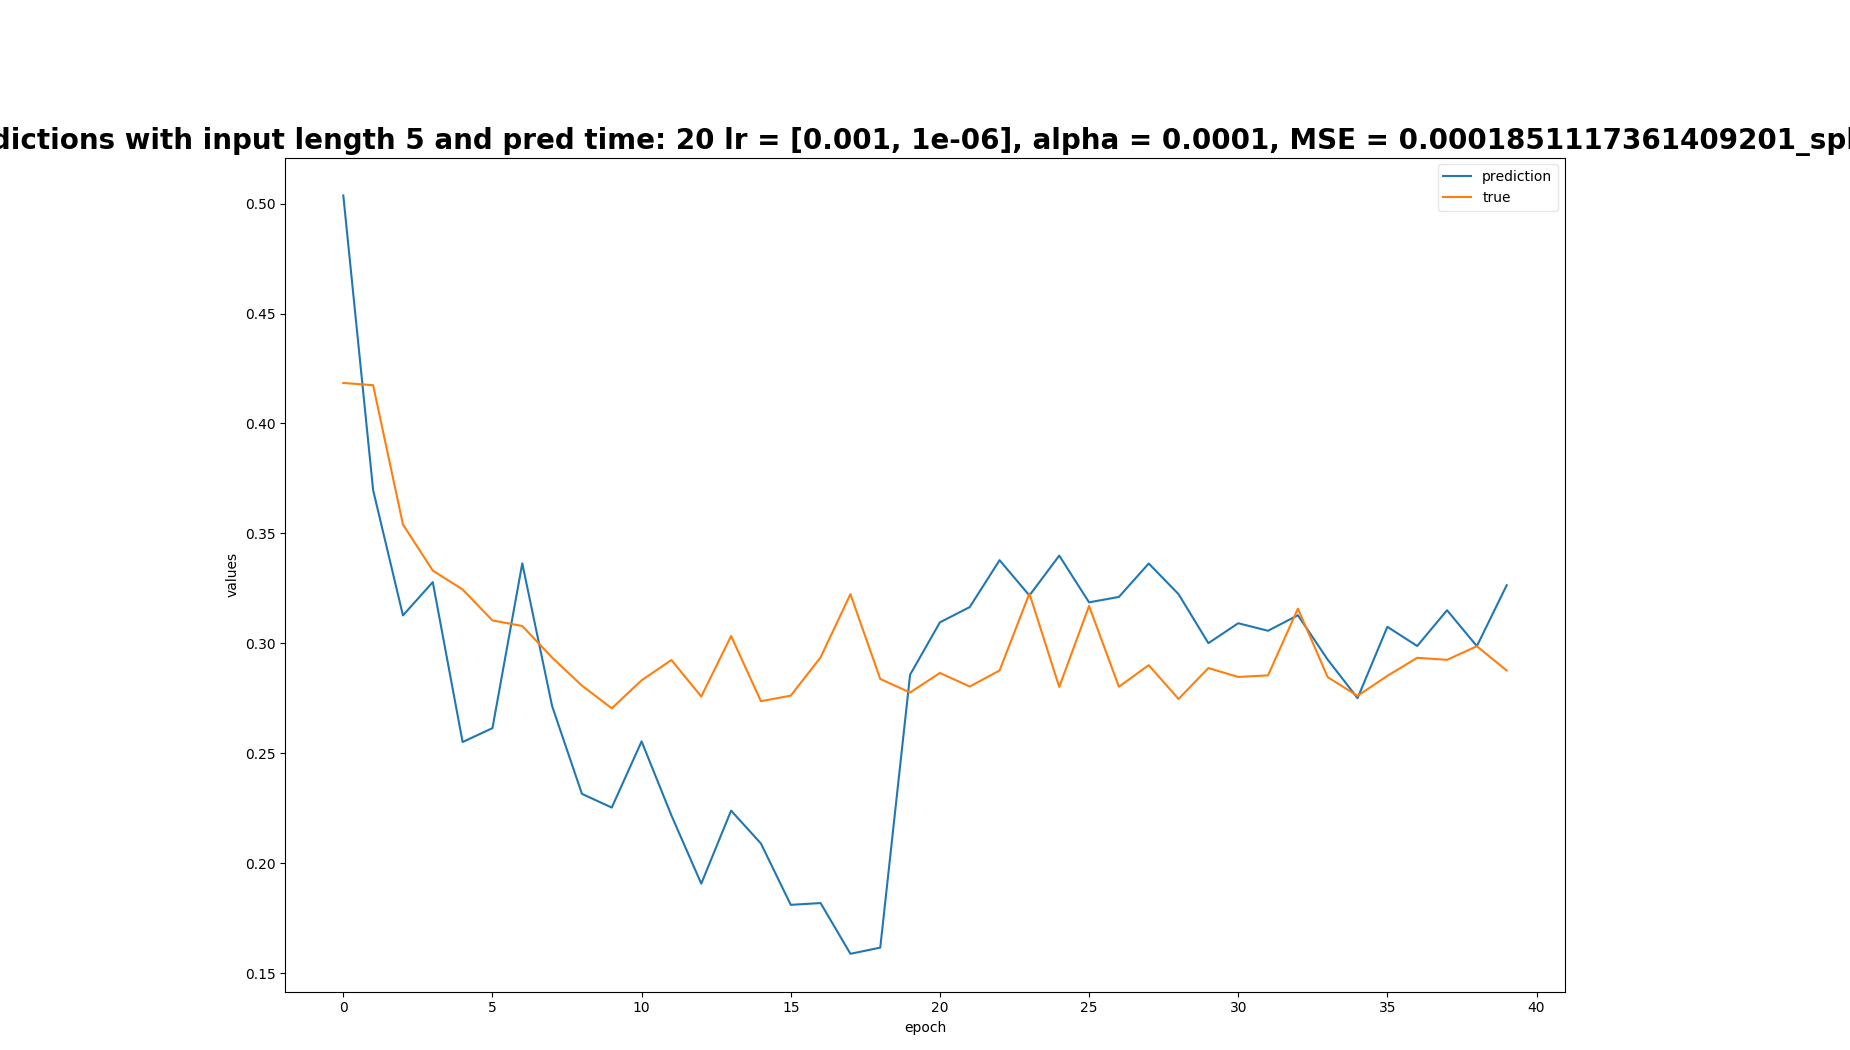 dictions with input length 5 and pred time: 20 lr = [0.001, 1e-06], alpha = 0.0001, MSE = 0.0001851117361409201_spl
prediction
true
0.50
0.45
0.40
0.35
0.30
0.25
0.20
0.15
values
0 5 10 15 20 25 30 35 40
epoch